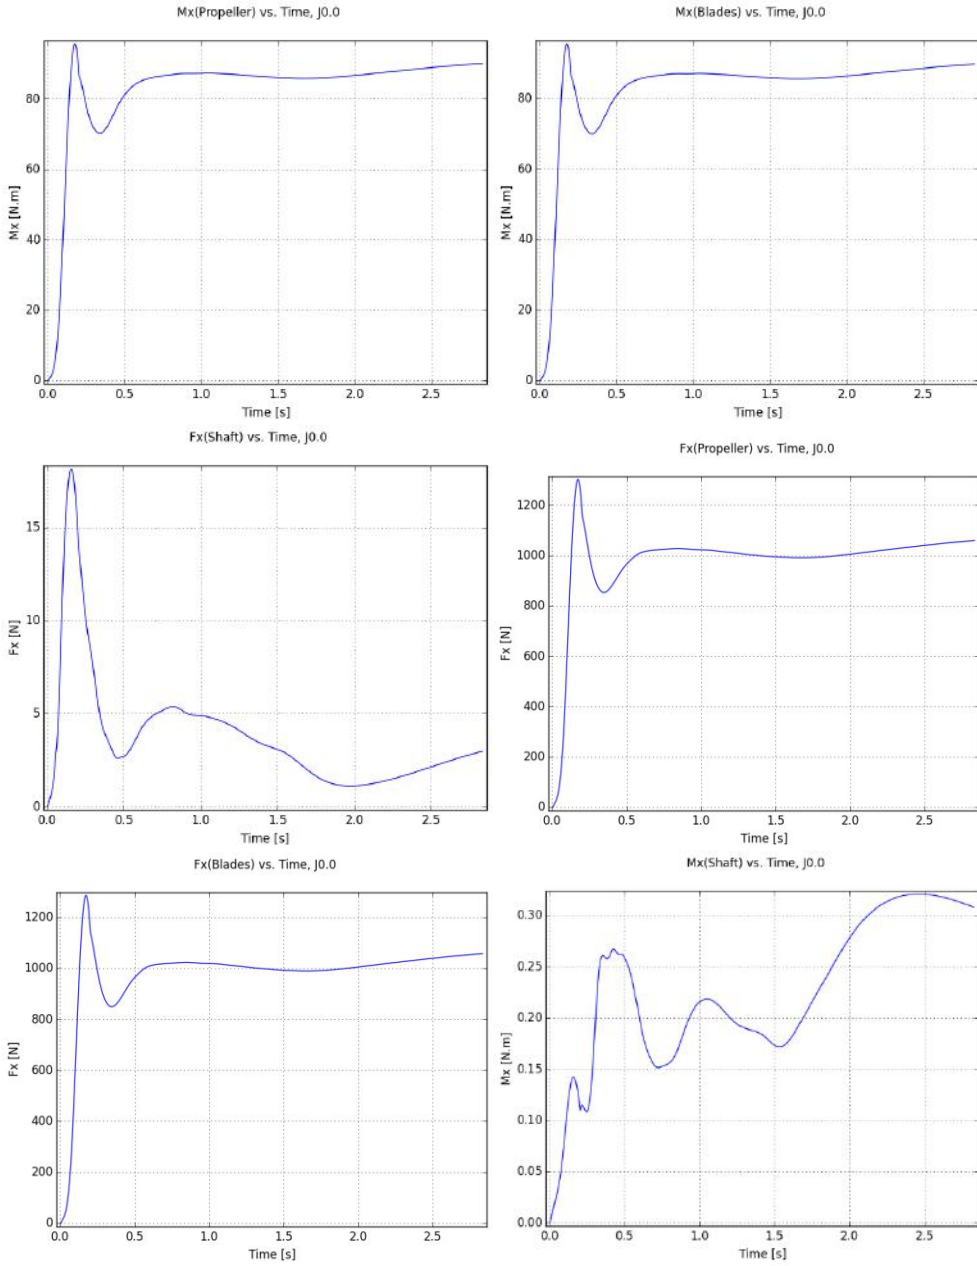 Mx(Propeller) vs. Time, J0.0
Mx [N.m]
80
60
40
20
0
0.0 0.5 1.0 1.5 2.0 2.5
Time [s]
Mx(Blades) vs. Time, J0.0
Mx [N.m]
80
60
40
20
0
0.0 0.5 1.0 1.5 2.0 2.5
Time [s]
Fx(Shaft) vs. Time, J0.0
Fx [N]
15
10
5
0
0.0 0.5 1.0 1.5 2.0 2.5
Time [s]
Fx(Propeller) vs. Time, J0.0
Fx [N]
1200
1000
800
600
400
200
0
0.0 0.5 1.0 1.5 2.0 2.5
Time [s]
Fx(Blades) vs. Time, J0.0
Fx [N]
1200
1000
800
600
400
200
0
0.0 0.5 1.0 1.5 2.0 2.5
Time [s]
Mx(Shaft) vs. Time, J0.0
Mx [N.m]
0.30
0.25
0.20
0.15
0.10
0.05
0.00
0.0 0.5 1.0 1.5 2.0 2.5
Time [s]